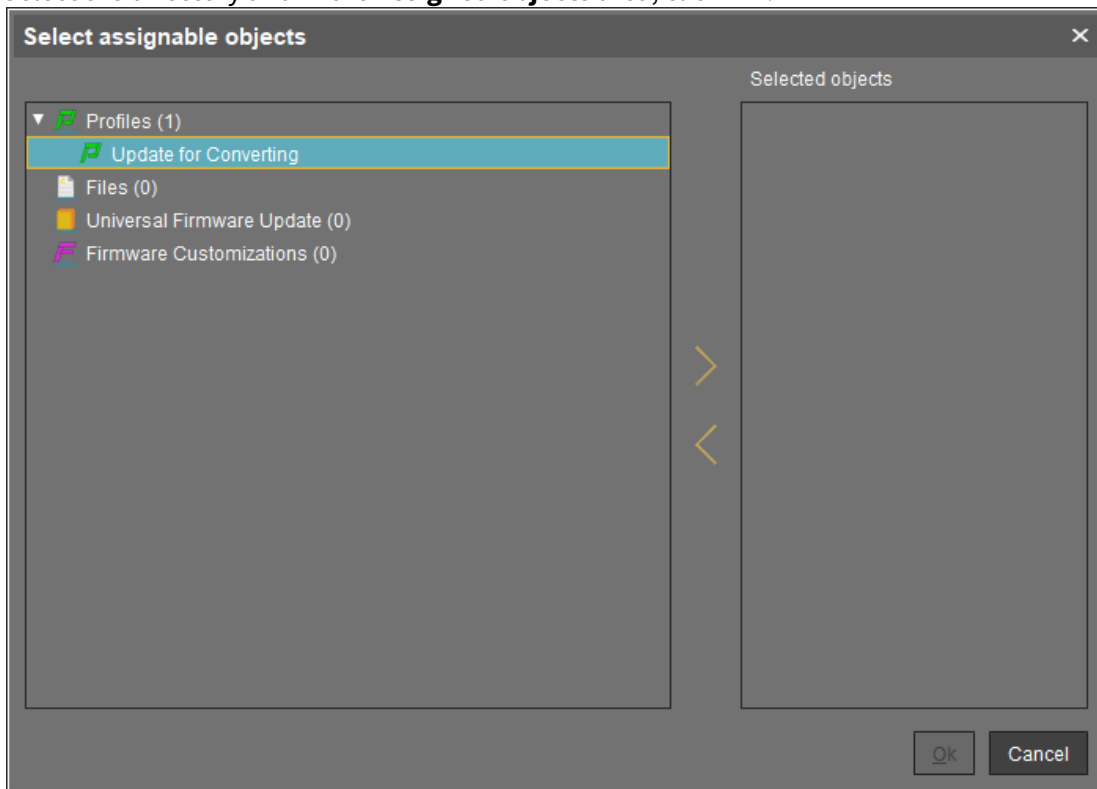 Select assignable objects
Selected objects
Profiles (1)
Update for Converting
Files (0)
Universal Firmware Update (0)
Firmware Customizations (0)
Ok
Cancel